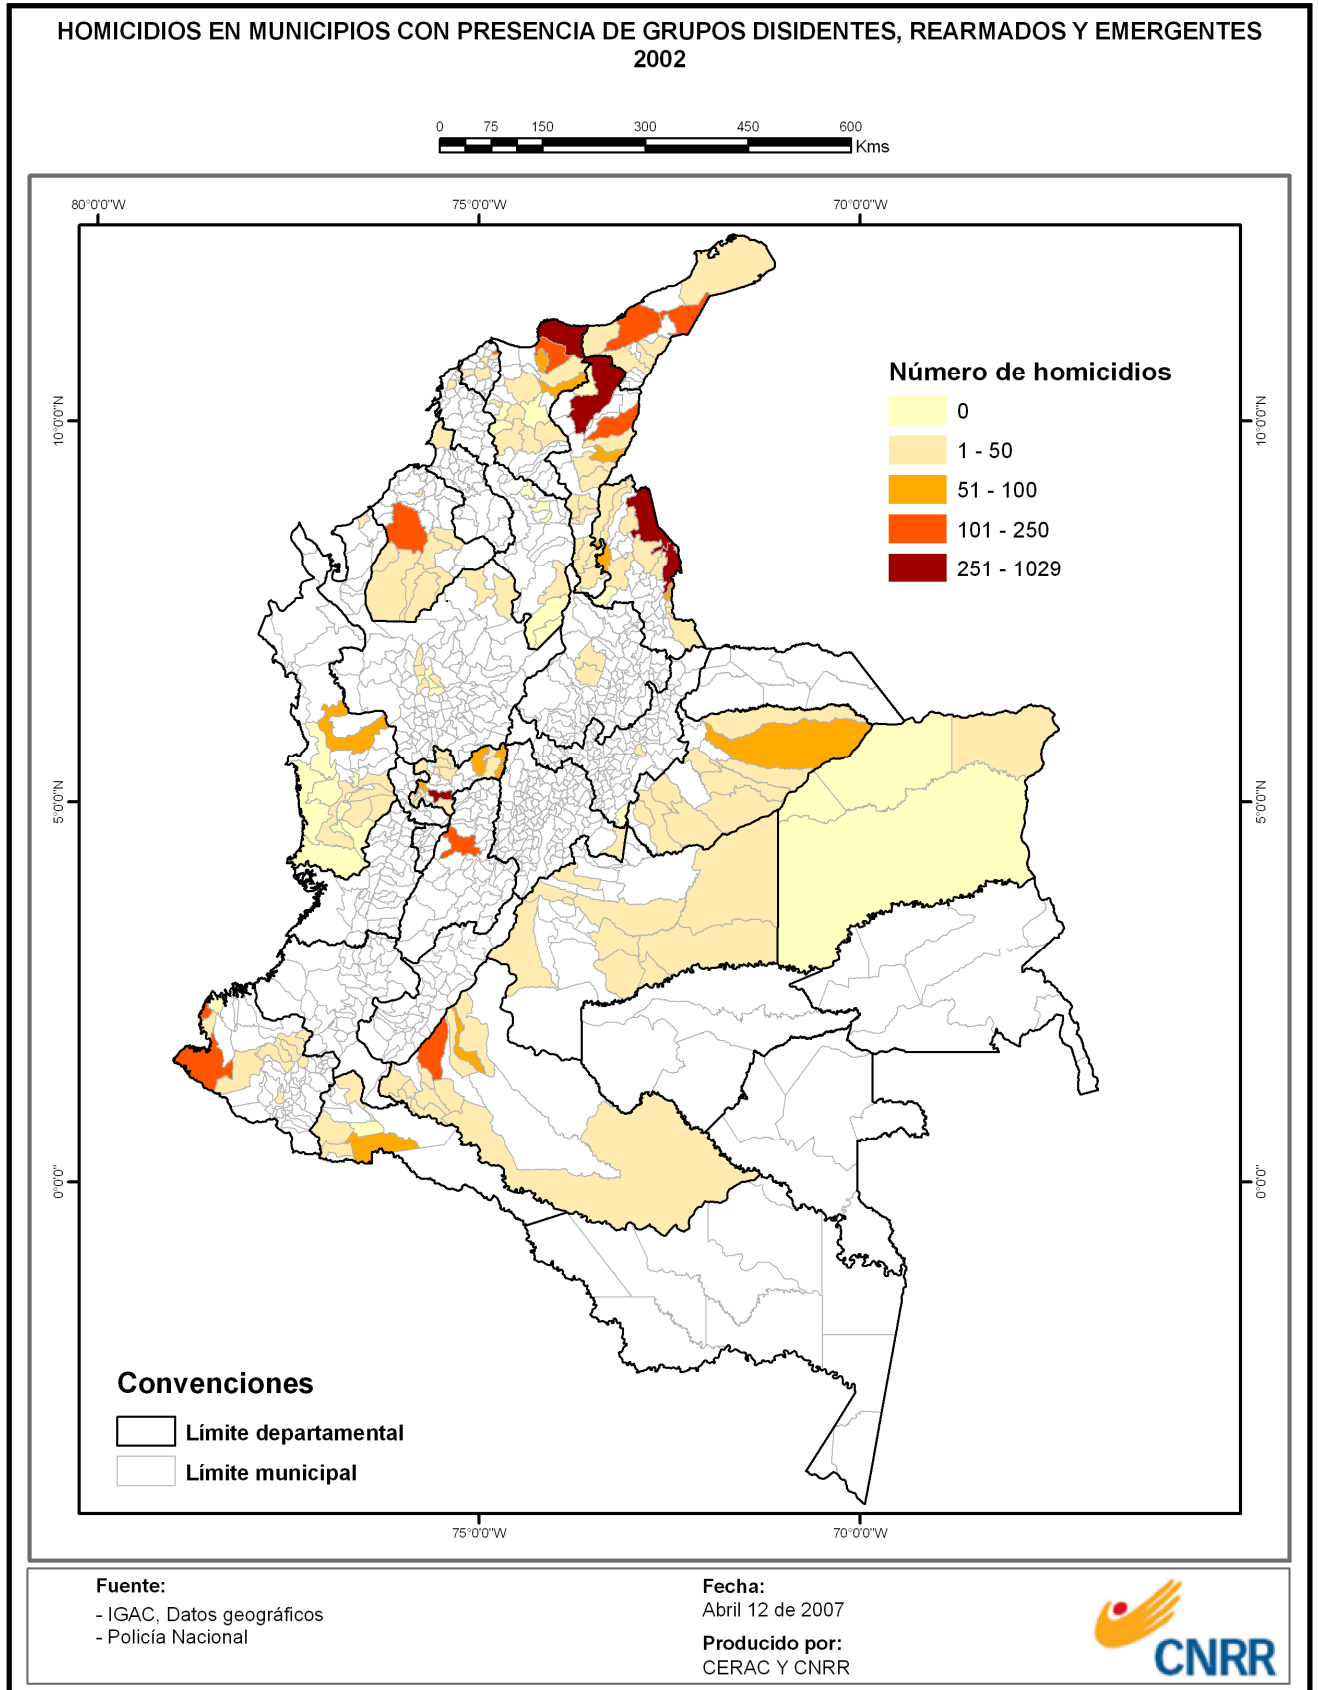 HOMICIDIOS EN MUNICIPIOS CON PRESENCIA DE GRUPOS DISIDENTES, REARMADOS Y EMERGENTES
2002
0 75 150 300 450 600
Kms
80°0'0"W 75°0'0"W 70°0'0"W
10°0'0"N 10°0'0"N
5°0'0"N 5°0'0"N
0°0'0" 0°0'0"
Número de homicidios
0
1 - 50
51 - 100
101 - 250
251 - 1029
Convenciones
Límite departamental
Límite municipal
75°0'0"W 70°0'0"W
Fuente:
- IGAC, Datos geográficos
- Policía Nacional
Fecha:
Abril 12 de 2007
Producido por:
CERAC Y CNRR
CNRR